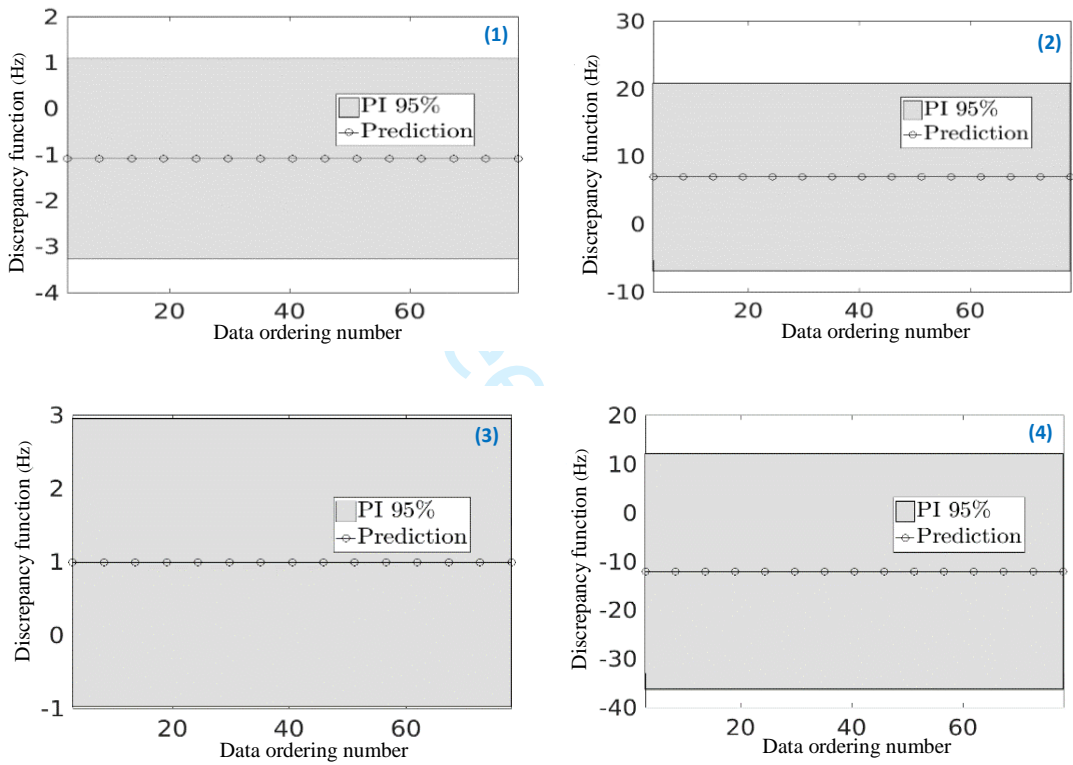 (1)
Discrepancy function (Hz)
2
1
0
-1
-2
-3
-4
PI 95%
Prediction
20
40
60
Data ordering number
(2)
Discrepancy function (Hz)
30
20
10
0
-10
PI 95%
Prediction
20
40
60
Data ordering number
(3)
Discrepancy function (Hz)
3
2
1
0
-1
PI 95%
Prediction
20
40
60
Data ordering number
(4)
Discrepancy function (Hz)
20
10
0
-10
-20
-30
-40
PI 95%
Prediction
20
40
60
Data ordering number